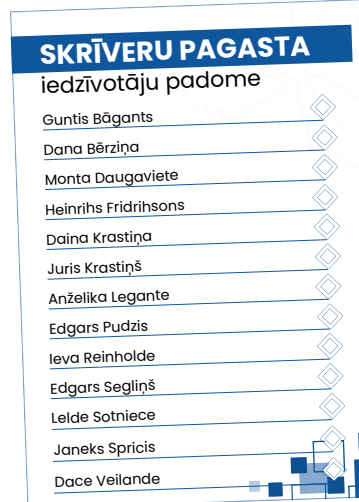 SKRĪVERU PAGASTA
iedzīvotāju padome
Guntis Bāgants
Dana Bērziņa
Monta Daugaviete
Heinrihs Fridrihsons
Daina Krastiņa
Juris Krastiņš
Anželika Legante
Edgars Pudzis
Ieva Reinholde
Edgars Segliņš
Lelde Sotniece
Janeks Spricis
Dace Veilande